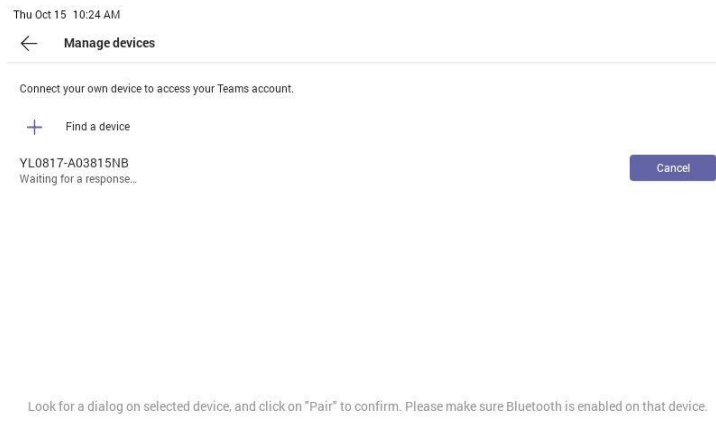 Thu Oct 15 10:24 AM
Manage devices
Connect your own device to access your Teams account.
Find a device
YL0817-A03815NB
Waiting for a response...
Cancel
Look for a dialog on selected device, and click on "Pair" to confirm. Please make sure Bluetooth is enabled on that device.